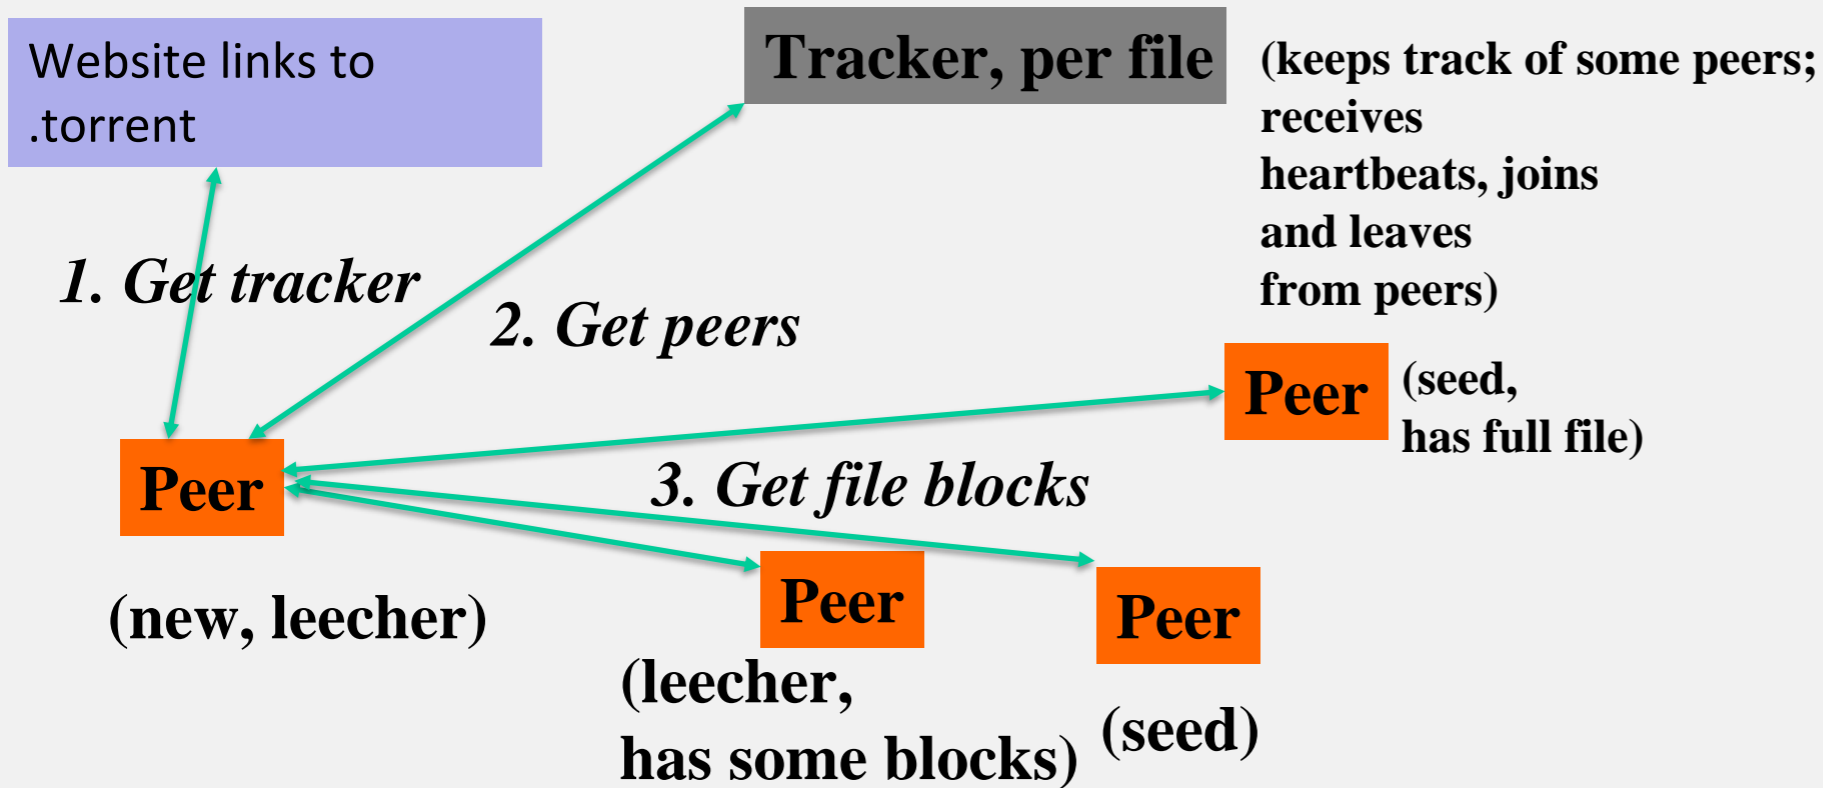 Website links to
.torrent
Tracker, per file
(keeps track of some peers;
receives
heartbeats, joins
and leaves
from peers)
1. Get tracker
2. Get peers
Peer
(seed,
has full file)
Peer
3. Get file blocks
(new, leecher)
Peer
(leecher,
has some blocks)
Peer
(seed)